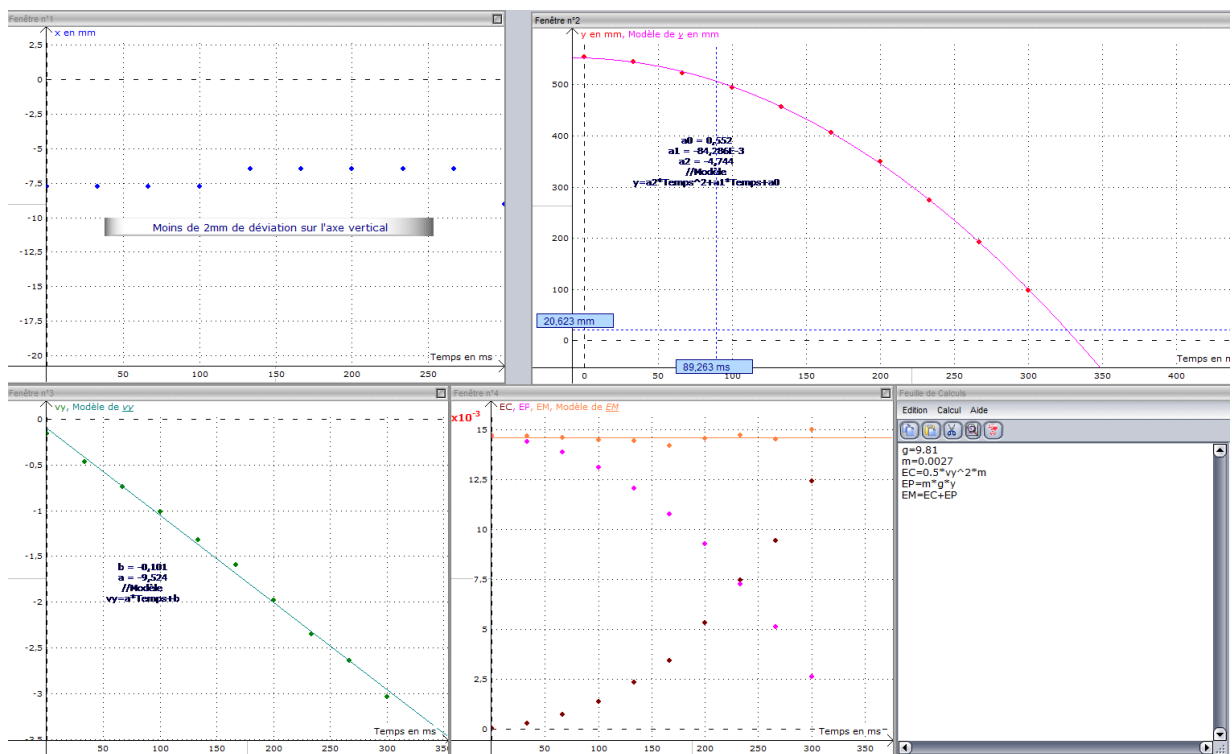 Fenêtre n°1
x en mm
2,5
0
-2,5
-5
-7,5
-10
-12,5
-15
-17,5
-20
Moins de 2mm de déviation sur l'axe vertical
Temps en ms
50
100
150
200
250
Fenêtre n°2
y en mm, Modèle de y en mm
500
400
300
200
100
0
a0 = 0,552
a1 = -84,286E-3
a2 = -4,744
//Modèle
y=a2*Temps^2+a1*Temps+a0
20,623 mm
89,263 ms
Temps en m
0
50
100
150
200
250
300
350
400
Fenêtre n°3
vy, Modèle de vy
0
-0,5
-1
-1,5
-2
-2,5
-3
-3,5
b = -0,101
a = -9,524
//Modèle
vy=a*Temps+b
Temps en ms
50
100
150
200
250
300
350
Fenêtre n°4
EC, EP, EM, Modèle de EM
x10⁻³
15
12,5
10
7,5
5
2,5
0
Temps en ms
50
100
150
200
250
300
350
Feuille de Calculs
Edition Calcul Aide
g=9.81
m=0.0027
EC=0.5*vy^2*m
EP=m*g*y
EM=EC+EP